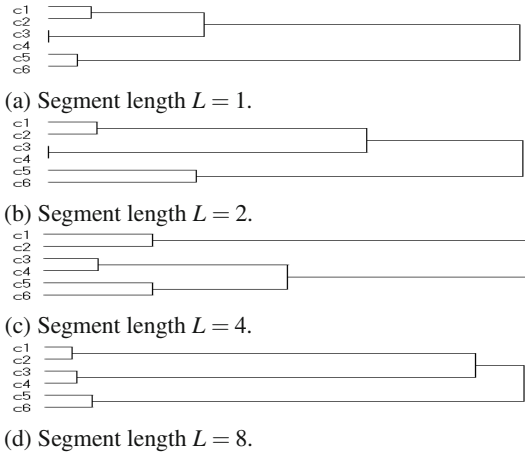 c1
c2
c3
c4
c5
c6
(a) Segment length L = 1.
c1
c2
c3
c4
c5
c6
(b) Segment length L = 2.
c1
c2
c3
c4
c5
c6
(c) Segment length L = 4.
c1
c2
c3
c4
c5
c6
(d) Segment length L = 8.